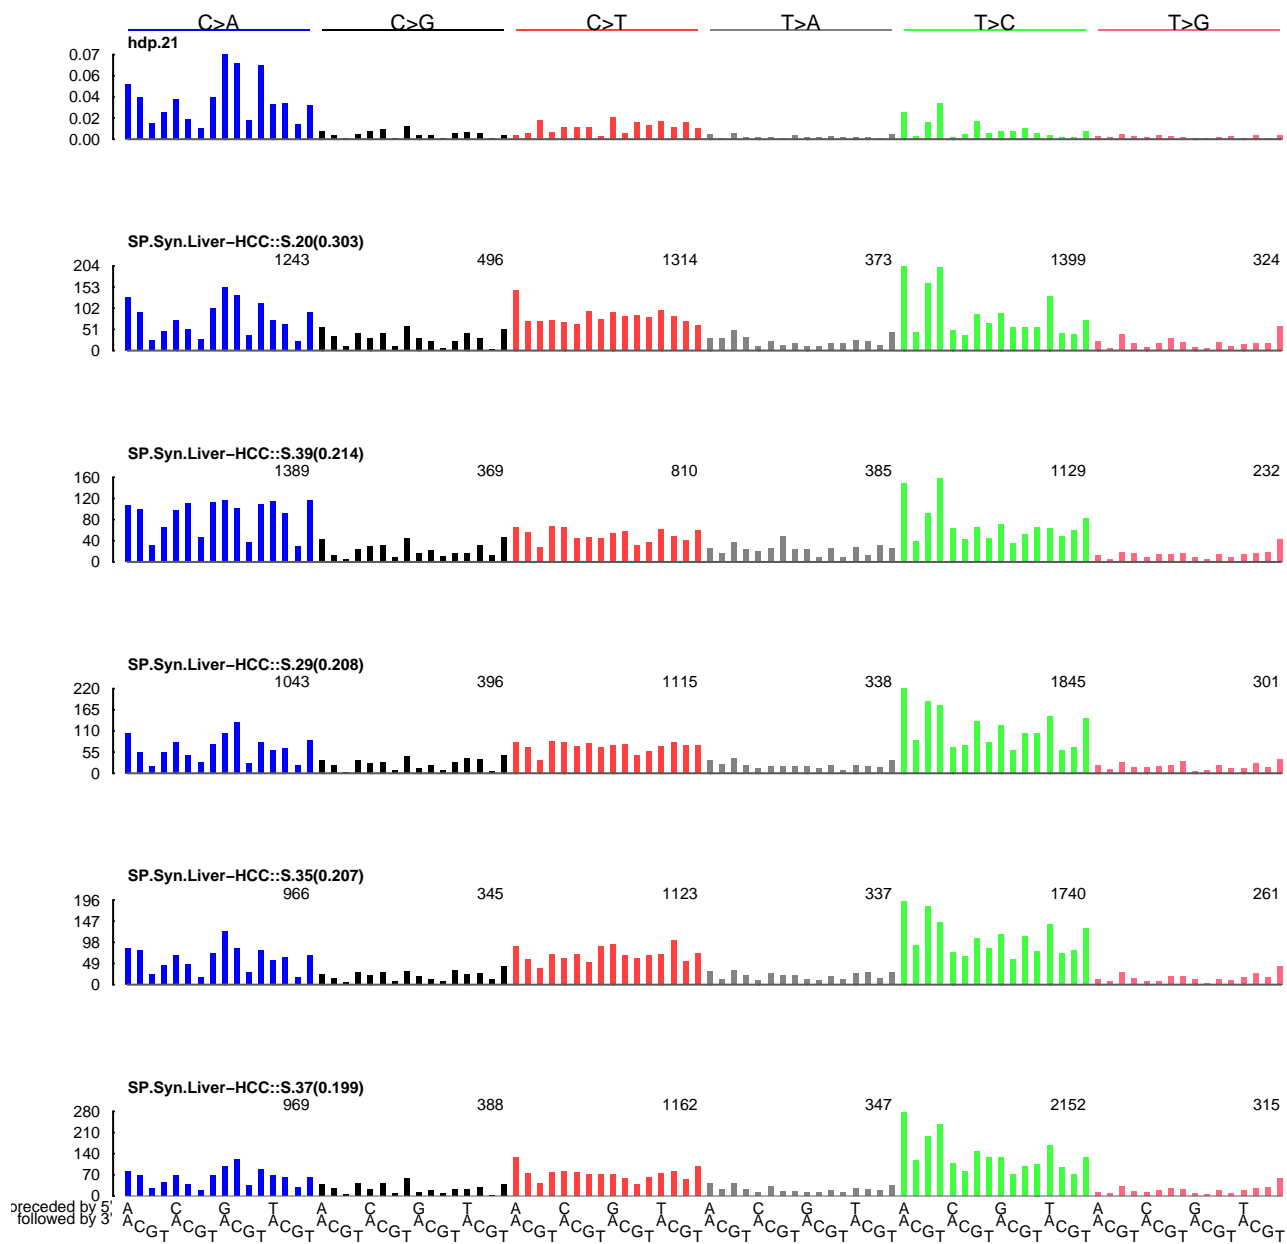 C>A C>G C>T T>A T>C T>G
hdp.21
0.07
0.06
0.04
0.02
0.00
SP.Syn.Liver−HCC::S.20(0.303)
1243 496 1314 373 1399 324
204
153
102
51
0
SP.Syn.Liver−HCC::S.39(0.214)
1389 369 810 385 1129 232
160
120
80
40
0
SP.Syn.Liver−HCC::S.29(0.208)
1043 396 1115 338 1845 301
220
165
110
55
0
SP.Syn.Liver−HCC::S.35(0.207)
966 345 1123 337 1740 261
196
147
98
49
0
SP.Syn.Liver−HCC::S.37(0.199)
969 388 1162 347 2152 315
280
210
140
70
0
preceded by 5' A C G T A C G T A C G T A C G T A C G T A C G T
followed by 3' A C G T A C G T A C G T A C G T A C G T A C G T A C G T A C G T A C G T A C G T A C G T A C G T A C G T A C G T A C G T A C G T A C G T A C G T A C G T A C G T A C G T A C G T A C G T A C G T